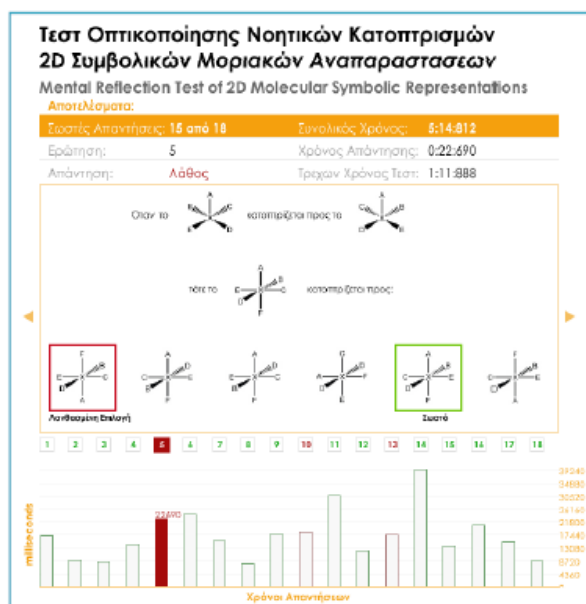 Τεστ Οπτικοποίησης Νοητικών Κατοπτρισμών
2D Συμβολικών Μοριακών Αναπαραστασεων
Mental Reflection Test of 2D Molecular Symbolic Representations
Αποτελέσματα:
Σωστές Απαντήσεις: 15 από 18 Συνολικός Χρόνος: 5:14:812
Ερώτηση: 5 Χρόνος Απάντησης: 0:22:690
Απάντηση: Λάθος Τρεχων Χρόνος Τεστ: 1:11:888
Όταν το κατοπτρίζεται προς το
τότε το κατοπτρίζεται προς:
Λανθασμένη Επιλογή Σωστό
1 2 3 4 5 6 7 8 9 10 11 12 13 14 15 16 17 18
39240
34880
30520
26160
22690 21800
17440
13080
8720
4360
milliseconds
Χρόνοι Απαντήσεων